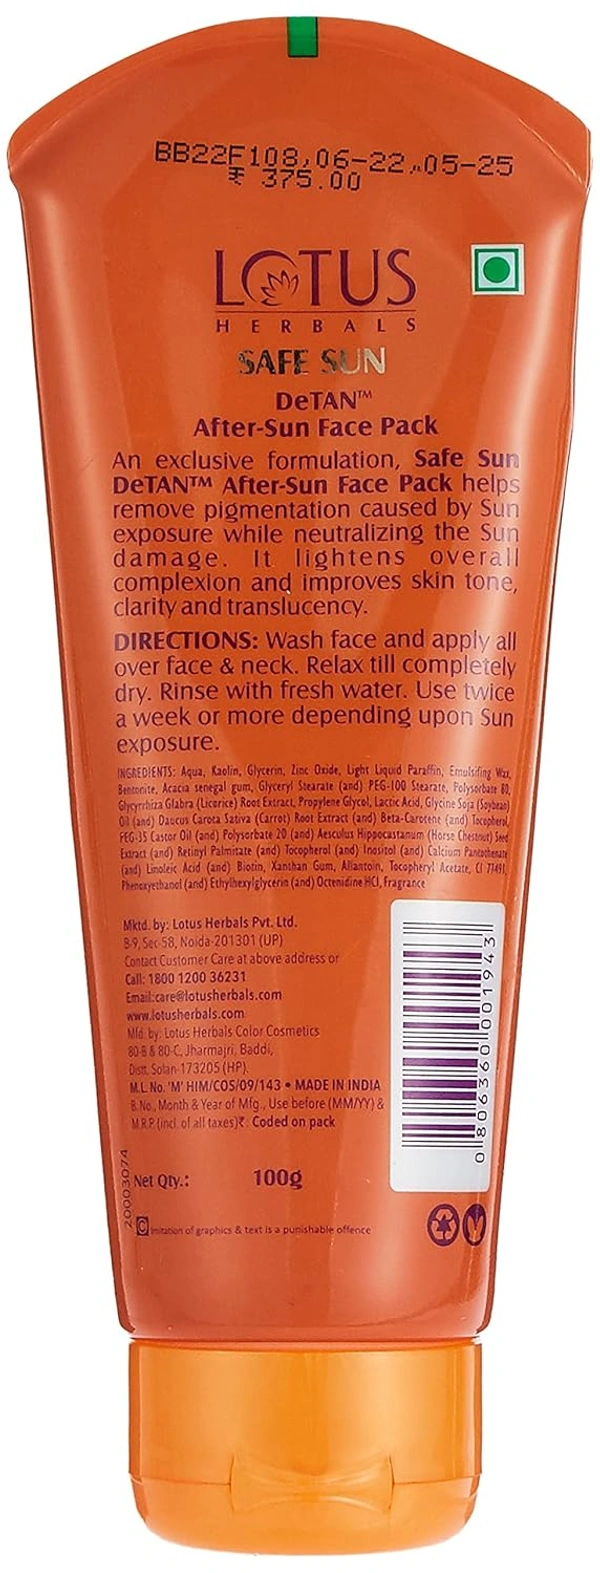 BB22F108,06-22,05-25
₹ 375.00
LOTUS
HERBALS
SAFE SUN
DeTAN™
After-Sun Face Pack
An exclusive formulation, Safe Sun
DeTAN™ After-Sun Face Pack helps
remove pigmentation caused by Sun
exposure while neutralizing the Sun
damage. It lightens overall
complexion and improves skin tone,
clarity and translucency.
DIRECTIONS: Wash face and apply all
over face & neck. Relax till completely
dry. Rinse with fresh water. Use twice
a week or more depending upon Sun
exposure.
INGREDIENTS: Aqua, Kaolin, Glycerin, Zinc Oxide, Light Liquid Paraffin, Emulsifing Wax,
Bentonite, Acacia senegal gum, Glyceryl Stearate (and) PEG-100 Stearate, Polysorbate 80,
Glycyrrhiza Glabra (Licorice) Root Extract, Propylene Glycol, Lactic Acid, Glycine Soja (Soybean)
Oil (and) Daucus Carota Sativa (Carrot) Root Extract (and) Beta-Carotene (and) Tocopherol,
PEG-35 Castor Oil (and) Polysorbate 20 (and) Aesculus Hippocastanum (Horse Chestnut) Seed
Extract (and) Retinyl Palmitate (and) Tocopherol (and) Inositol (and) Calcium Pantothenate
(and) Linoleic Acid (and) Biotin, Xanthan Gum, Allantoin, Tocopheryl Acetate, CI 77491,
Phenoxyethanol (and) Ethylhexylglycerin (and) Octenidine HCl, Fragrance
Mktd. by: Lotus Herbals Pvt. Ltd.
B-9, Sec-58, Noida-201301 (UP)
Contact Customer Care at above address or
Call: 1800 1200 36231
Email:care@lotusherbals.com
www.lotusherbals.com
Mfd. by: Lotus Herbals Color Cosmetics
80-B & 80-C, Jharmajri, Baddi,
Distt. Solan-173205 (HP).
M.L. No. 'M' HIM/COS/09/143 • MADE IN INDIA
B.No., Month & Year of Mfg., Use before (MM/YY) &
M.R.P. (incl. of all taxes)₹: Coded on pack
0 806360 001943
20003074
Net Qty.: 100g
© Imitation of graphics & text is a punishable offence